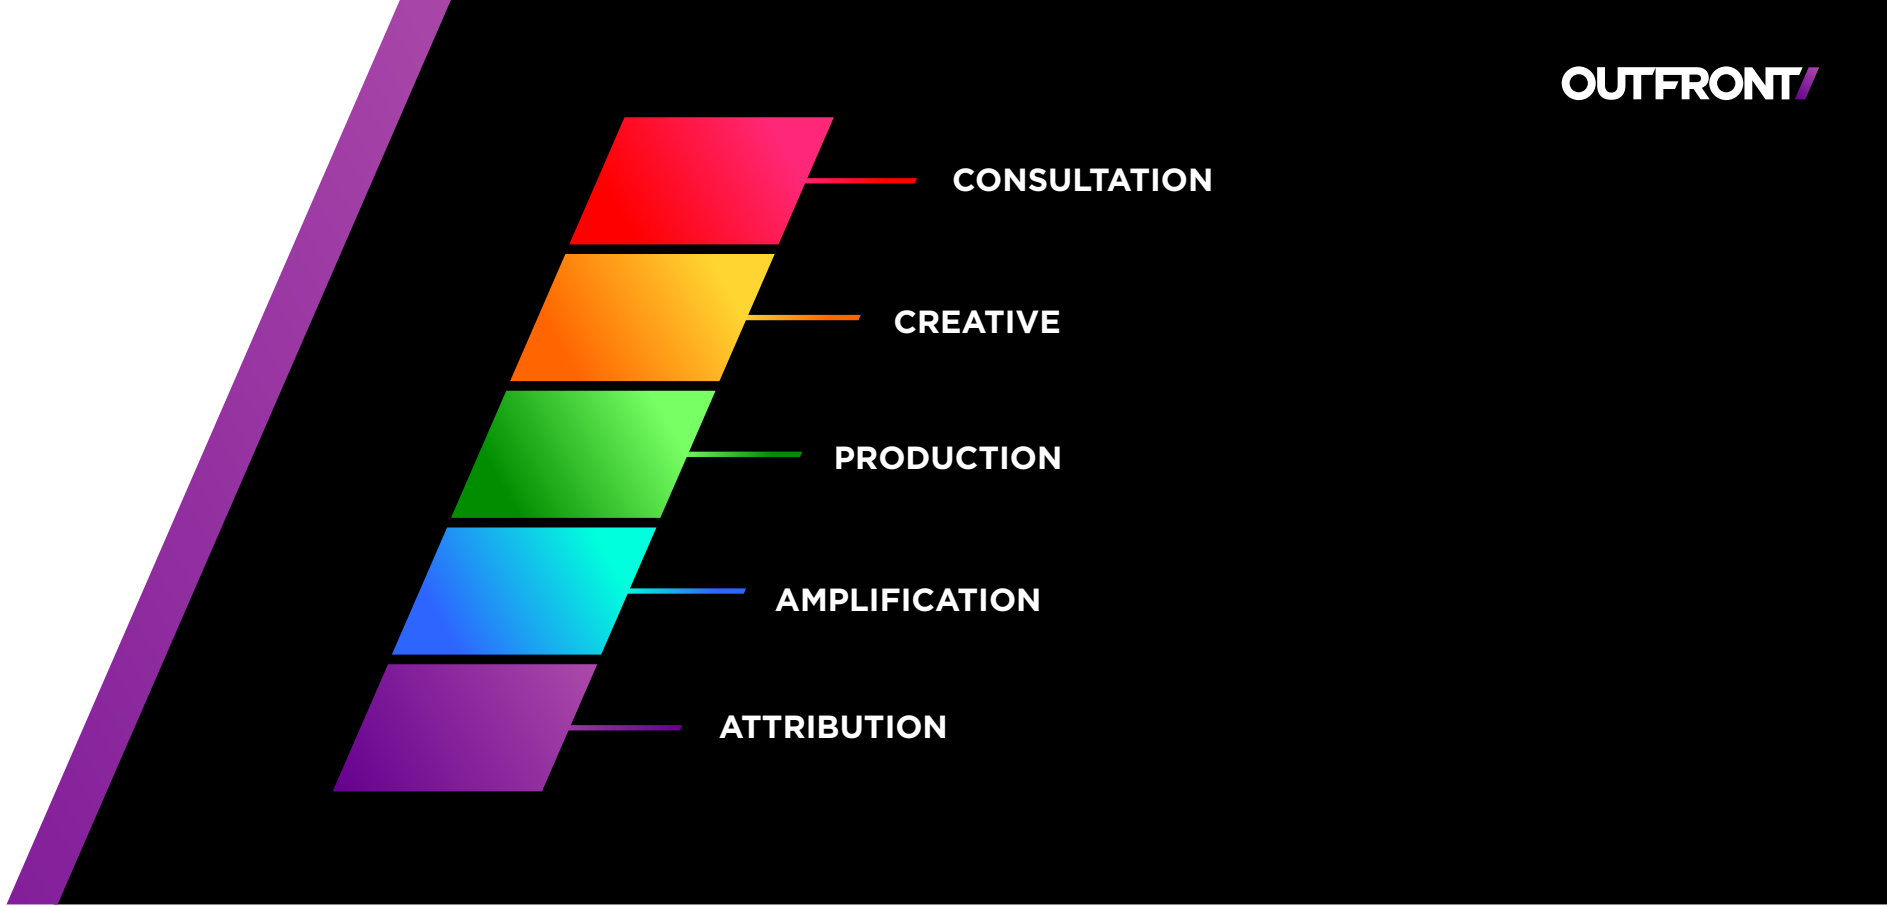 OUTFRONT/
CONSULTATION
CREATIVE
PRODUCTION
AMPLIFICATION
ATTRIBUTION